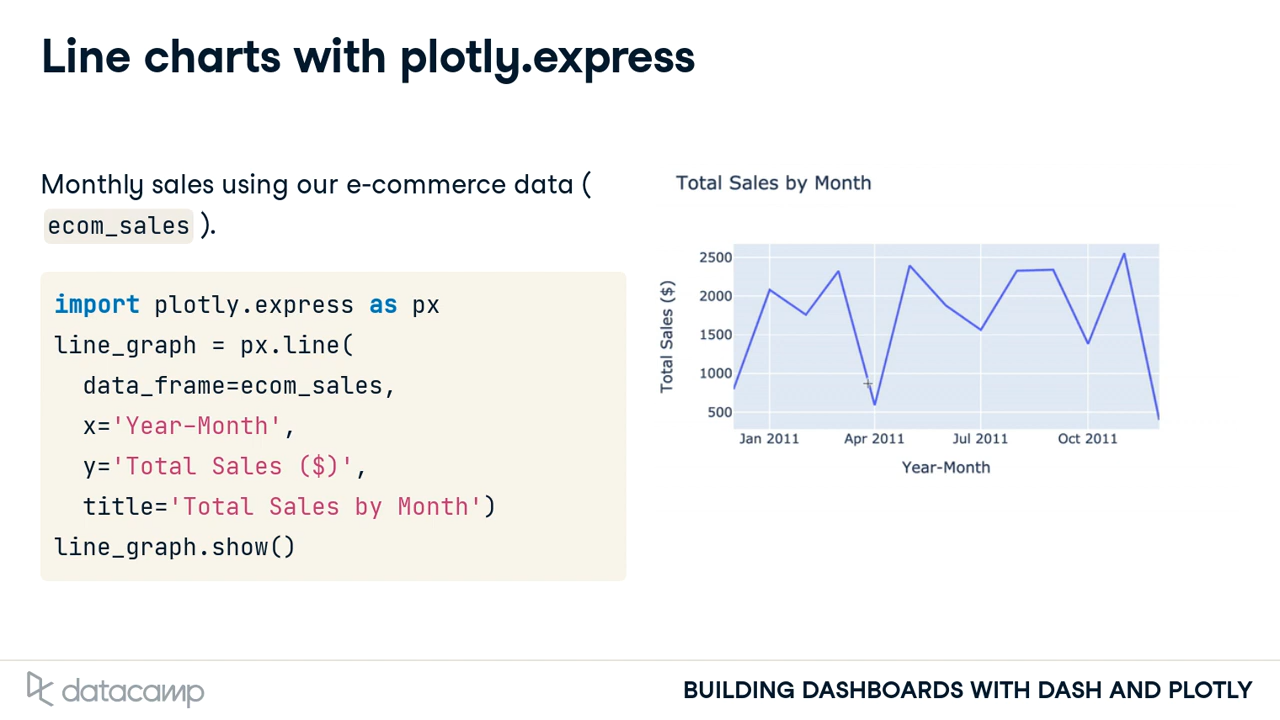 Line charts with plotly.express
Monthly sales using our e-commerce data (
ecom_sales ).
import plotly.express as px
line_graph = px.line(
  data_frame=ecom_sales,
  x='Year-Month',
  y='Total Sales ($)',
  title='Total Sales by Month')
line_graph.show()
Total Sales by Month
Total Sales ($)
2500
2000
1500
1000
500
Jan 2011 Apr 2011 Jul 2011 Oct 2011
Year-Month
datacamp
BUILDING DASHBOARDS WITH DASH AND PLOTLY